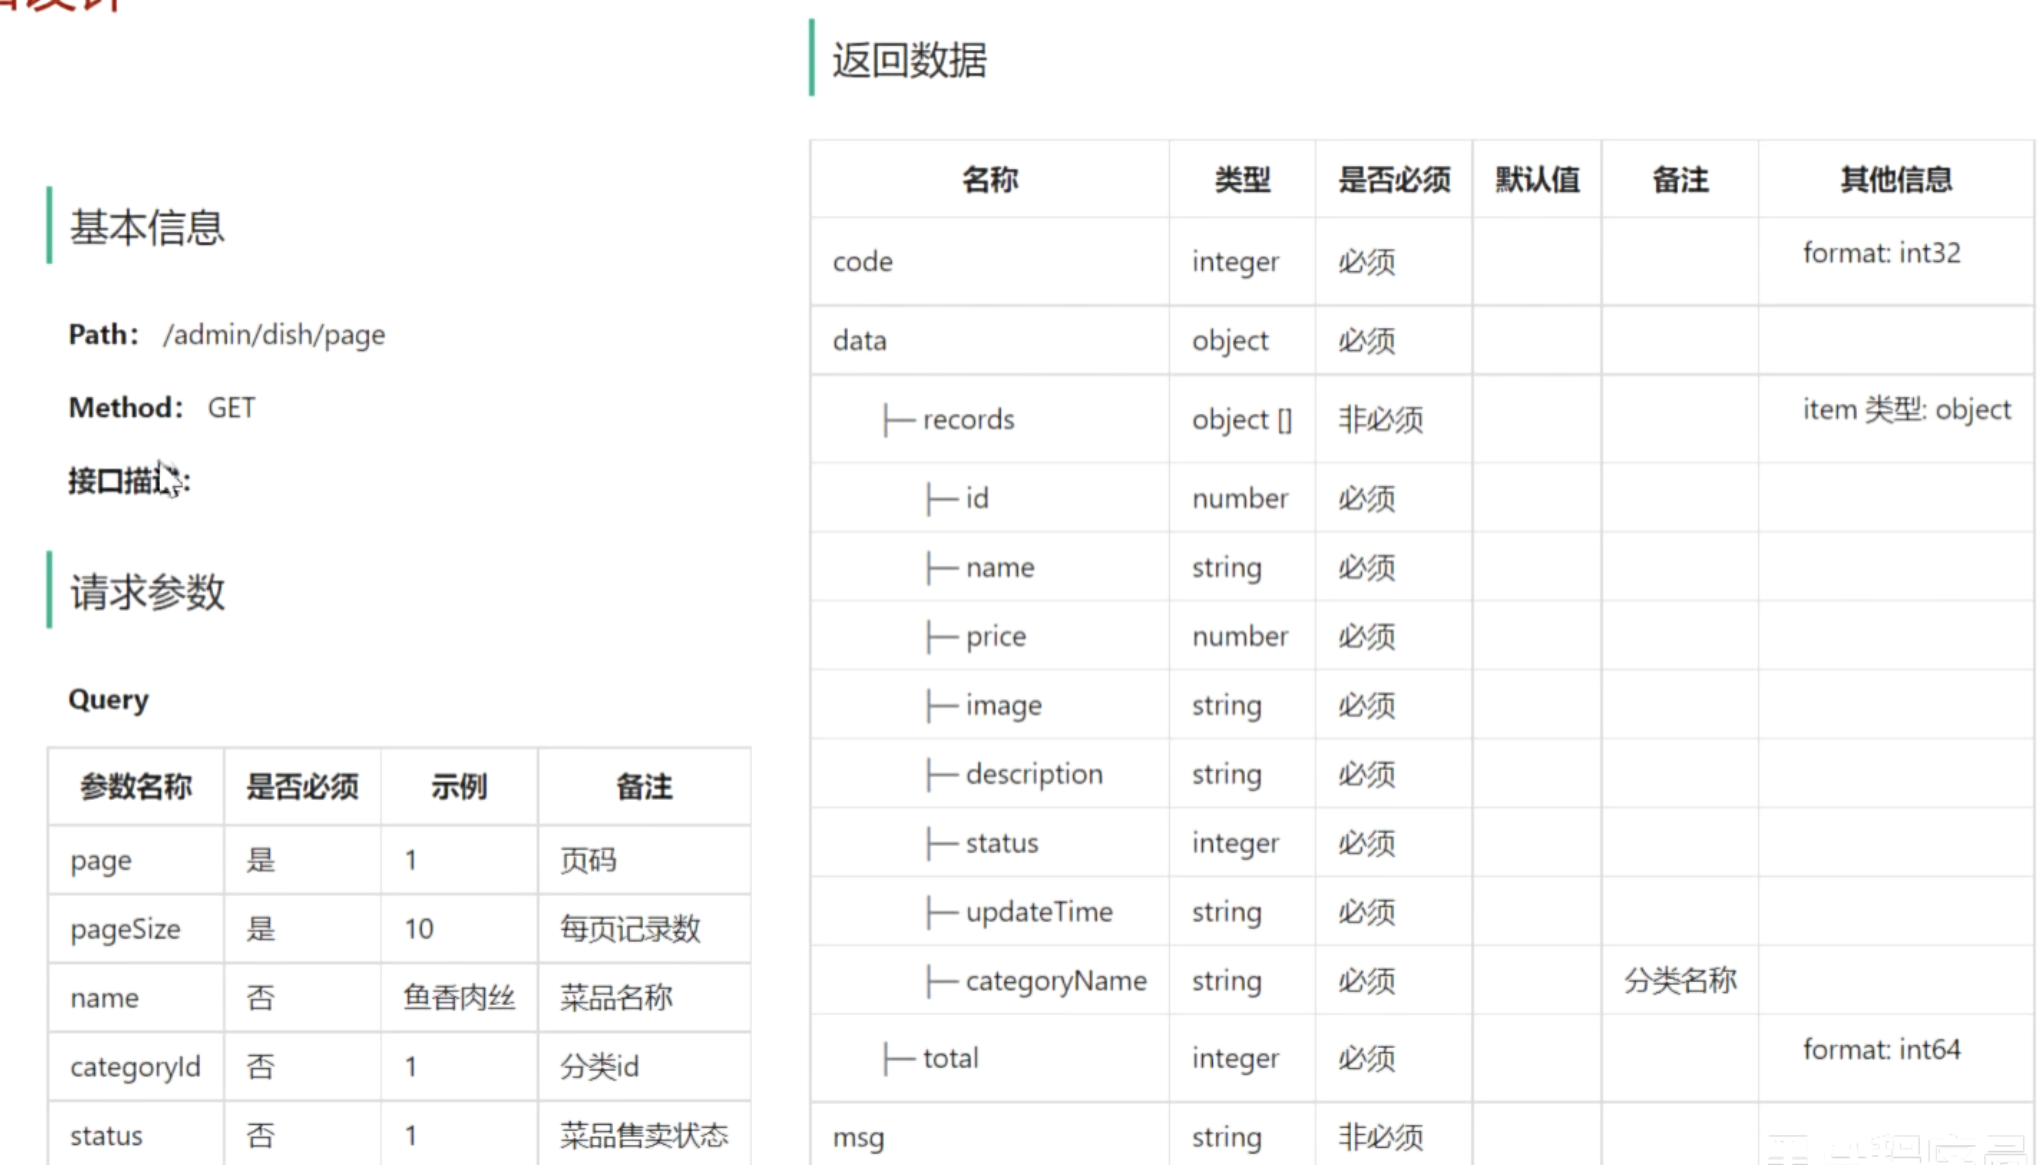 基本信息
Path： /admin/dish/page
Method： GET
接口描述：
请求参数
Query
参数名称 是否必须 示例 备注
page 是 1 页码
pageSize 是 10 每页记录数
name 否 鱼香肉丝 菜品名称
categoryId 否 1 分类id
status 否 1 菜品售卖状态
返回数据
名称 类型 是否必须 默认值 备注 其他信息
code integer 必须 format: int32
data object 必须
├─ records object [] 非必须 item 类型: object
├─ id number 必须
├─ name string 必须
├─ price number 必须
├─ image string 必须
├─ description string 必须
├─ status integer 必须
├─ updateTime string 必须
├─ categoryName string 必须 分类名称
├─ total integer 必须 format: int64
msg string 非必须